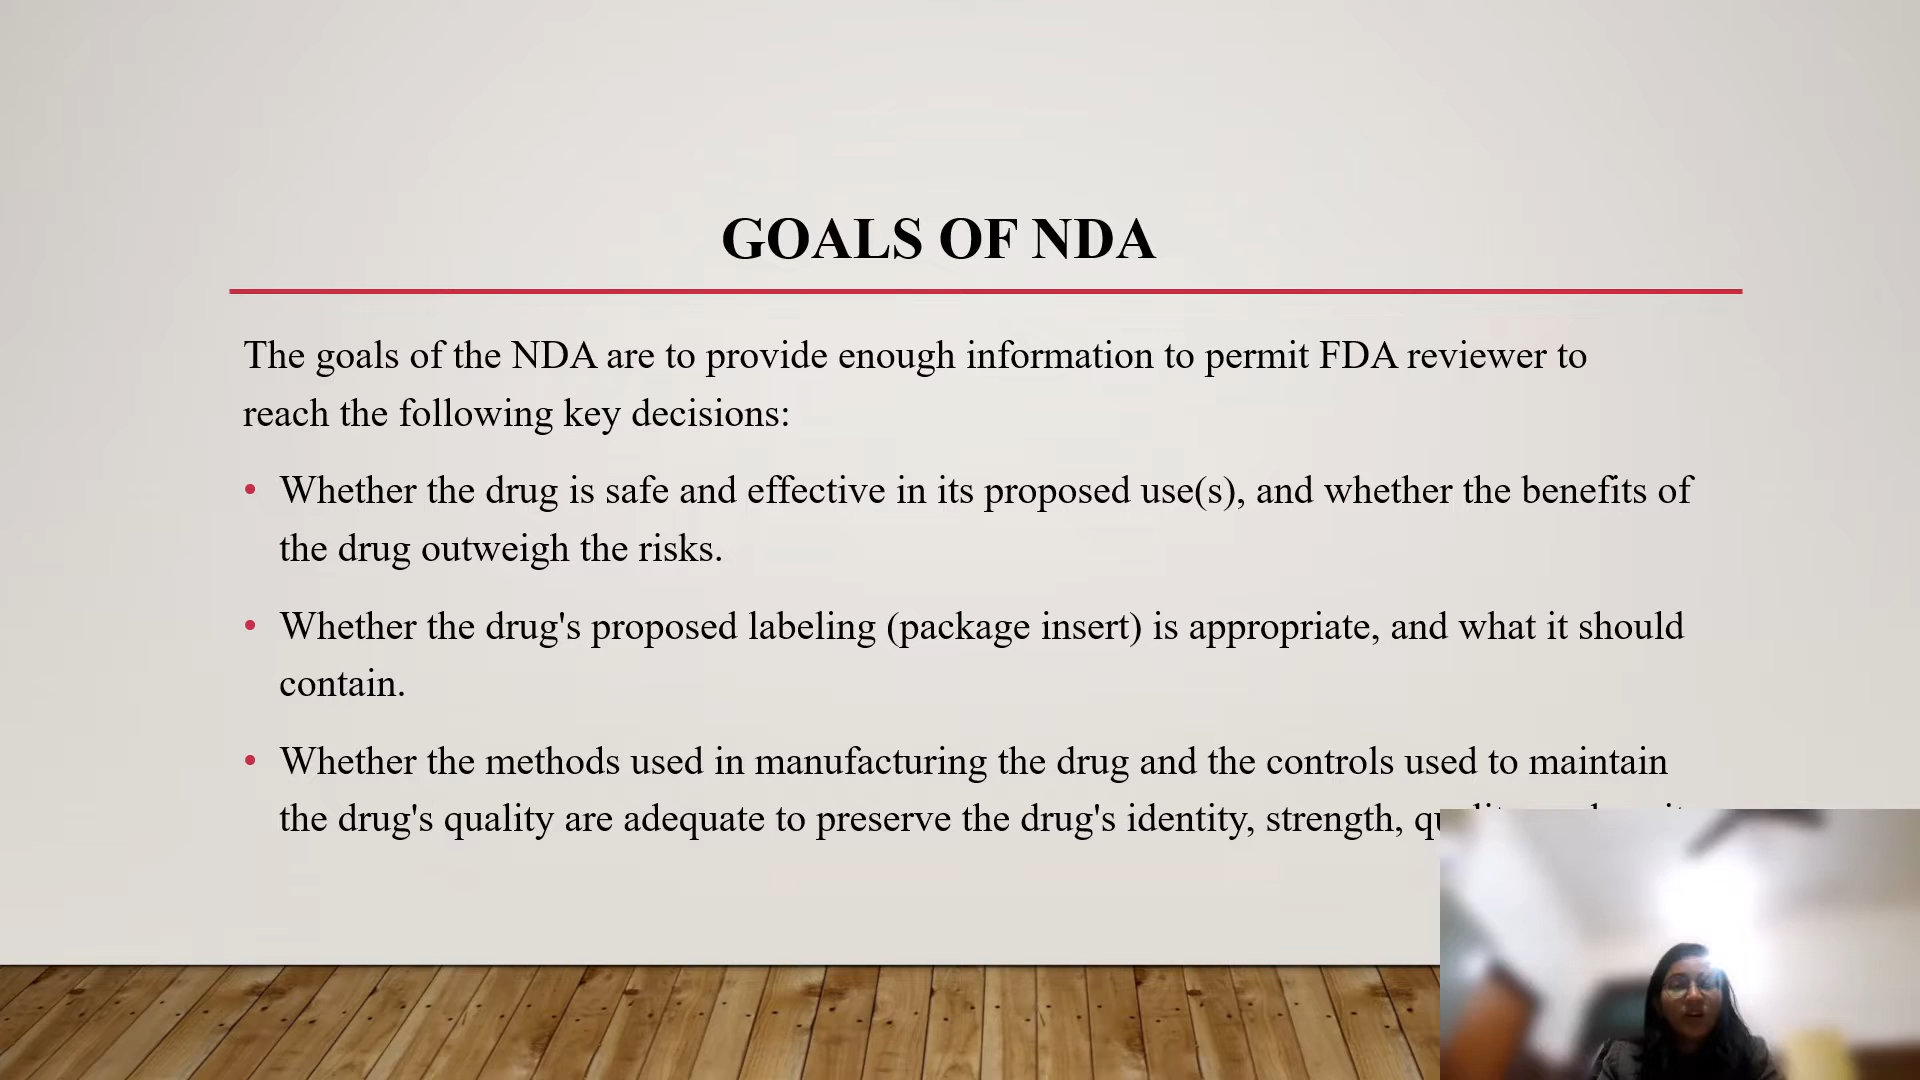 GOALS OF NDA
The goals of the NDA are to provide enough information to permit FDA reviewer to
reach the following key decisions:
• Whether the drug is safe and effective in its proposed use(s), and whether the benefits of
the drug outweigh the risks.
• Whether the drug's proposed labeling (package insert) is appropriate, and what it should
contain.
• Whether the methods used in manufacturing the drug and the controls used to maintain
the drug's quality are adequate to preserve the drug's identity, strength,